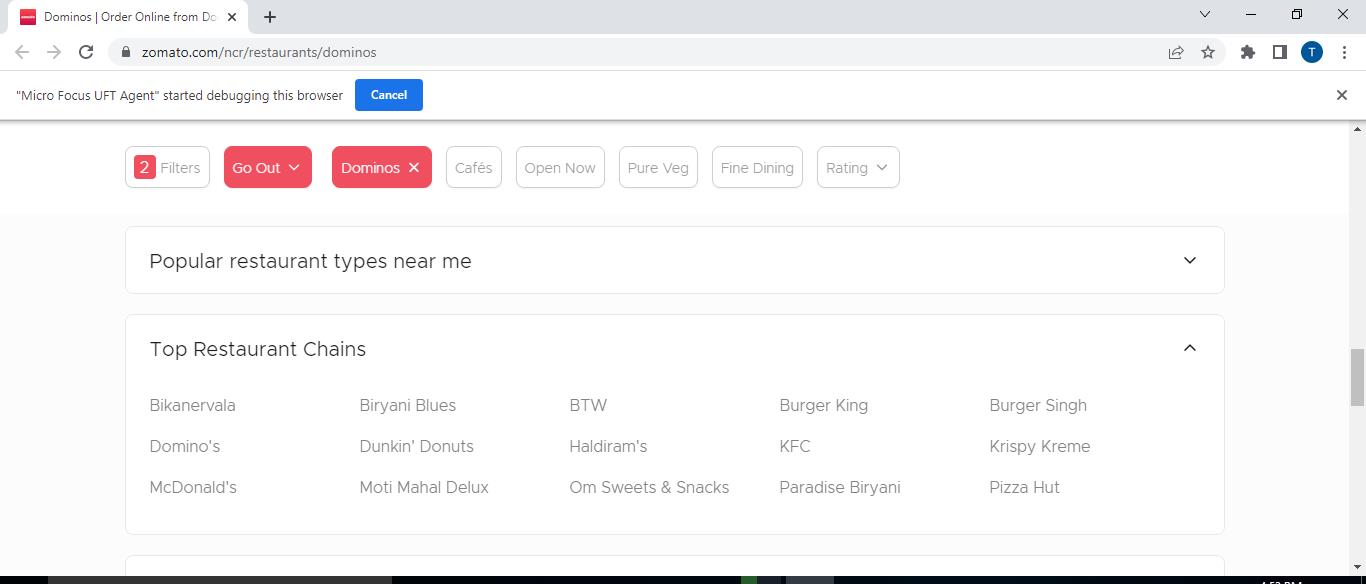 Dominos | Order Online from Do
zomato.com/ncr/restaurants/dominos
T
"Micro Focus UFT Agent" started debugging this browser Cancel
2 Filters Go Out Dominos Cafés Open Now Pure Veg Fine Dining Rating
Popular restaurant types near me
Top Restaurant Chains
Bikanervala Biryani Blues BTW Burger King Burger Singh
Domino's Dunkin' Donuts Haldiram's KFC Krispy Kreme
McDonald's Moti Mahal Delux Om Sweets & Snacks Paradise Biryani Pizza Hut